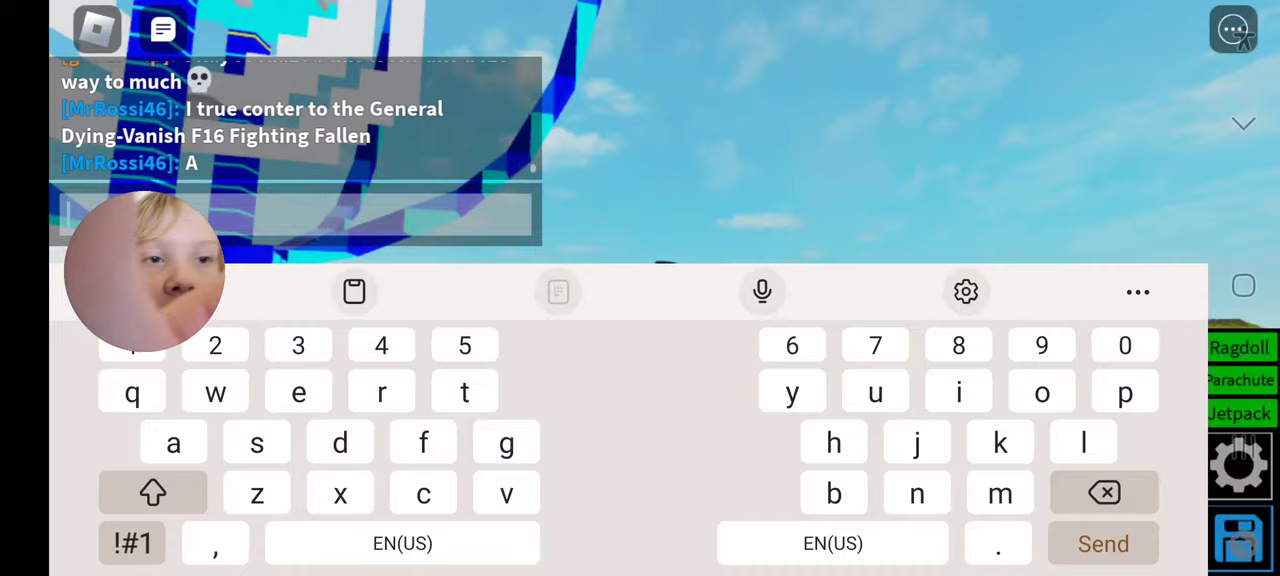 way to much
[MrRossi46]: I true conter to the General
Dying-Vanish F16 Fighting Fallen
[MrRossi46]: A
2 3 4 5 6 7 8 9 0
q w e r t y u i o p
a s d f g h j k l
z x c v b n m
!#1 , EN(US) EN(US) . Send
Ragdoll
Parachute
Jetpack